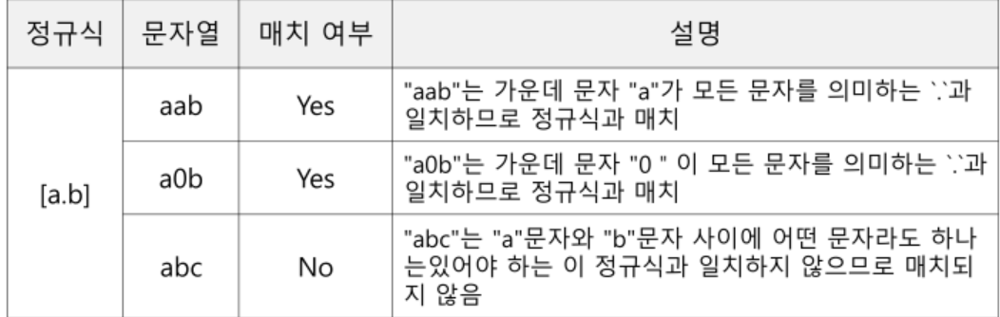 정규식 문자열 매치 여부 설명
[a.b]
aab Yes "aab"는 가운데 문자 "a"가 모든 문자를 의미하는 `.`과
일치하므로 정규식과 매치
a0b Yes "a0b"는 가운데 문자 "0 " 이 모든 문자를 의미하는 `.`과
일치하므로 정규식과 매치
abc No "abc"는 "a"문자와 "b"문자 사이에 어떤 문자라도 하나
는있어야 하는 이 정규식과 일치하지 않으므로 매치되
지 않음